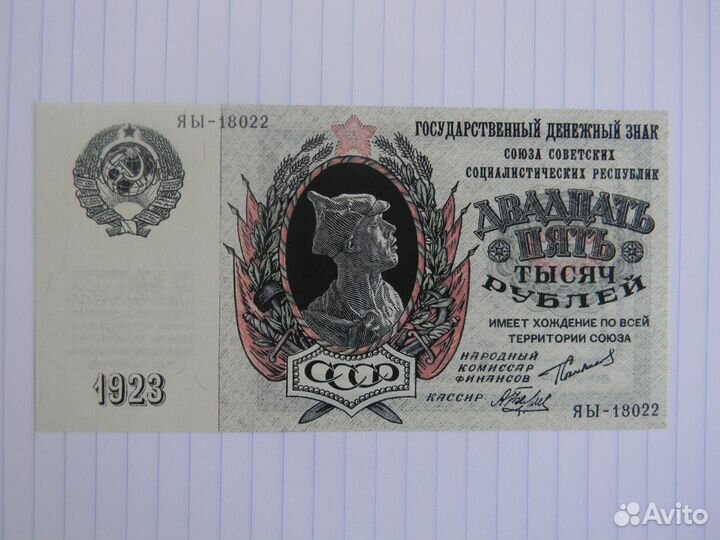 ЯЫ-18022
ГОСУДАРСТВЕННЫЙ ДЕНЕЖНЫЙ ЗНАК
СОЮЗА СОВЕТСКИХ
СОЦИАЛИСТИЧЕСКИХ РЕСПУБЛИК
ДВАДЦАТЬ
ПЯТЬ
ТЫСЯЧ
РУБЛЕЙ
ИМЕЕТ ХОЖДЕНИЕ ПО ВСЕЙ
ТЕРРИТОРИИ СОЮЗА
НАРОДНЫЙ
КОМИССАР
ФИНАНСОВ
КАССИР
ЯЫ-18022
1923
СССР
Avito